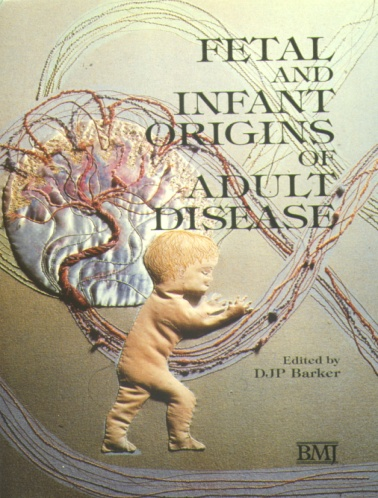 FETAL
AND
INFANT
ORIGINS
OF
ADULT
DISEASE
Edited by
DJP Barker
BMJ